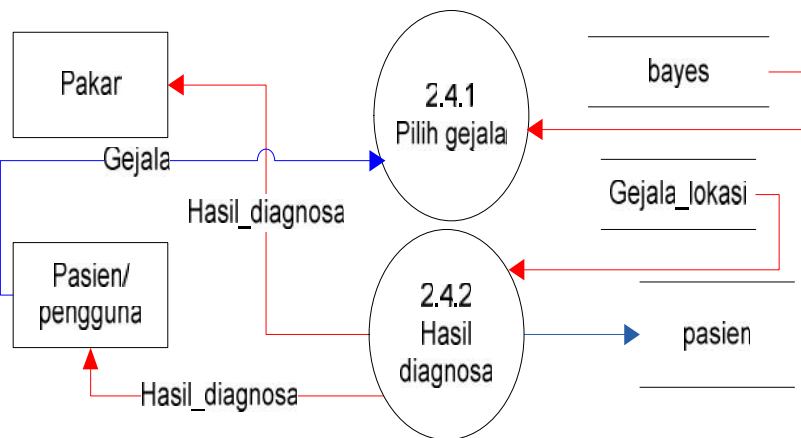 Pakar
2.4.1
Pilih gejala
bayes
Gejala
Hasil_diagnosa
Gejala_lokasi
Pasien/
pengguna
2.4.2
Hasil
diagnosa
pasien
Hasil_diagnosa